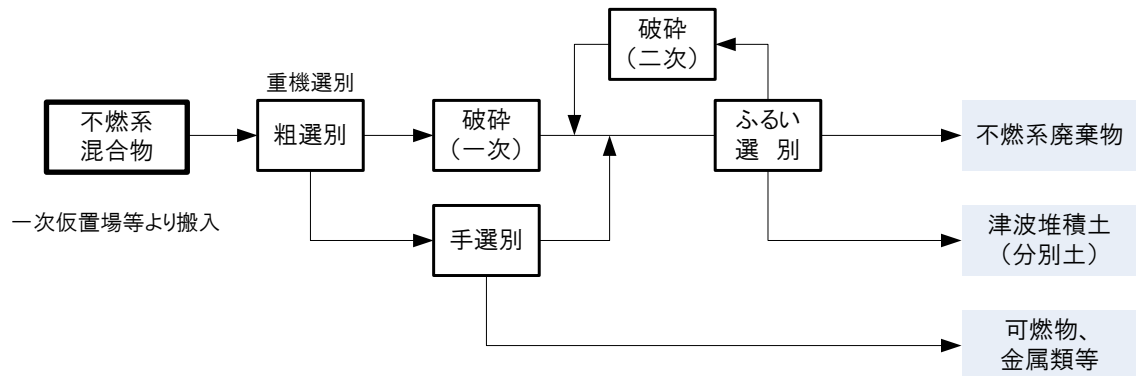 破砕
（二次）
重機選別
不燃系
混合物
粗選別
破砕
（一次）
ふるい
選　別
不燃系廃棄物
一次仮置場等より搬入
手選別
津波堆積土
（分別土）
可燃物、
金属類等